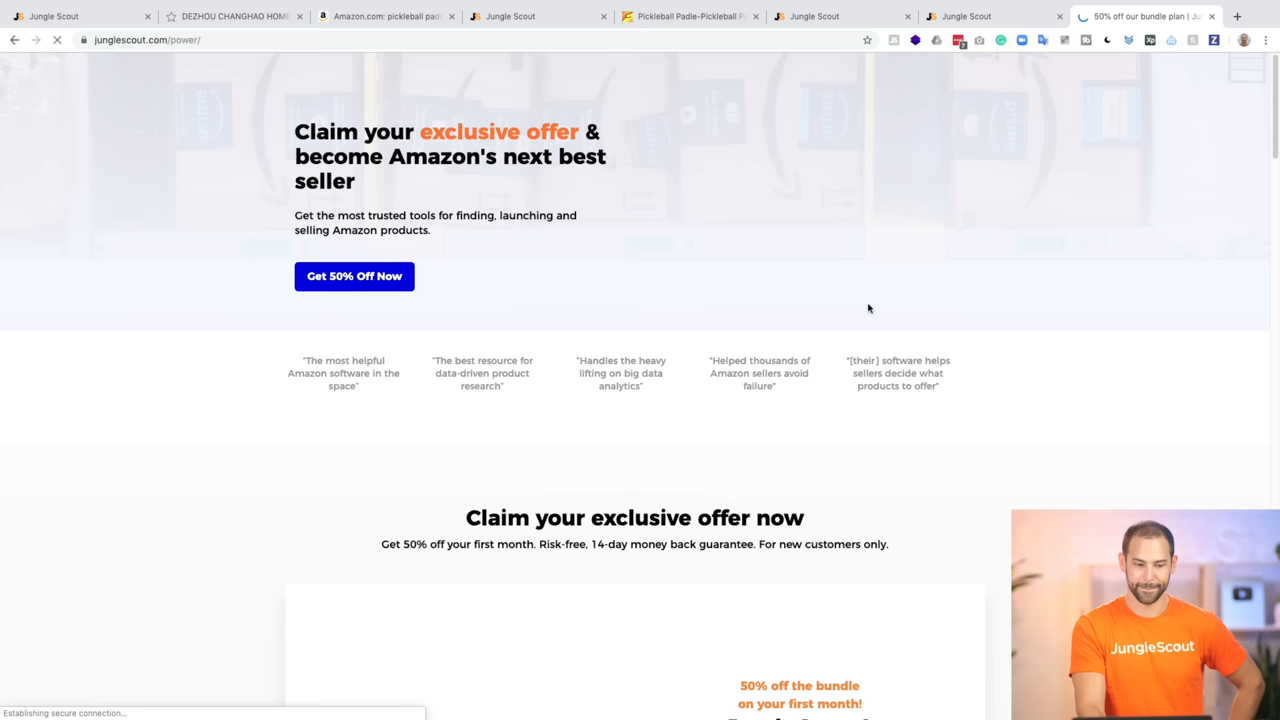 Jungle Scout
DEZHOU CHANGHAO HOME
Amazon.com: pickleball padd
Jungle Scout
Pickleball Padle-Pickleball Pa
Jungle Scout
Jungle Scout
50% off our bundle plan | Ju
junglescout.com/power/
Claim your exclusive offer &
become Amazon's next best
seller
Get the most trusted tools for finding, launching and
selling Amazon products.
Get 50% Off Now
"The most helpful
Amazon software in the
space"
"The best resource for
data-driven product
research"
"Handles the heavy
lifting on big data
analytics"
"Helped thousands of
Amazon sellers avoid
failure"
"[their] software helps
sellers decide what
products to offer"
Claim your exclusive offer now
Get 50% off your first month. Risk-free, 14-day money back guarantee. For new customers only.
50% off the bundle
on your first month!
JungleScout
Establishing secure connection...